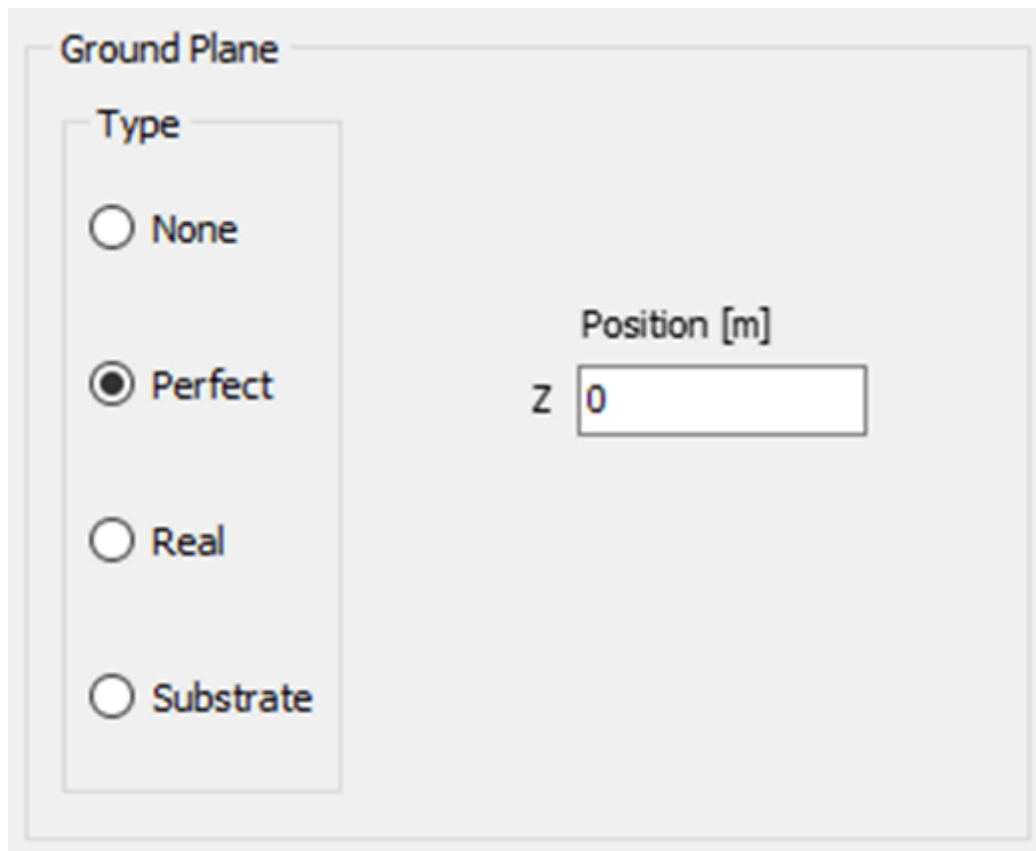 Ground Plane
Type
None
Perfect
Real
Substrate
Position [m]
Z 0